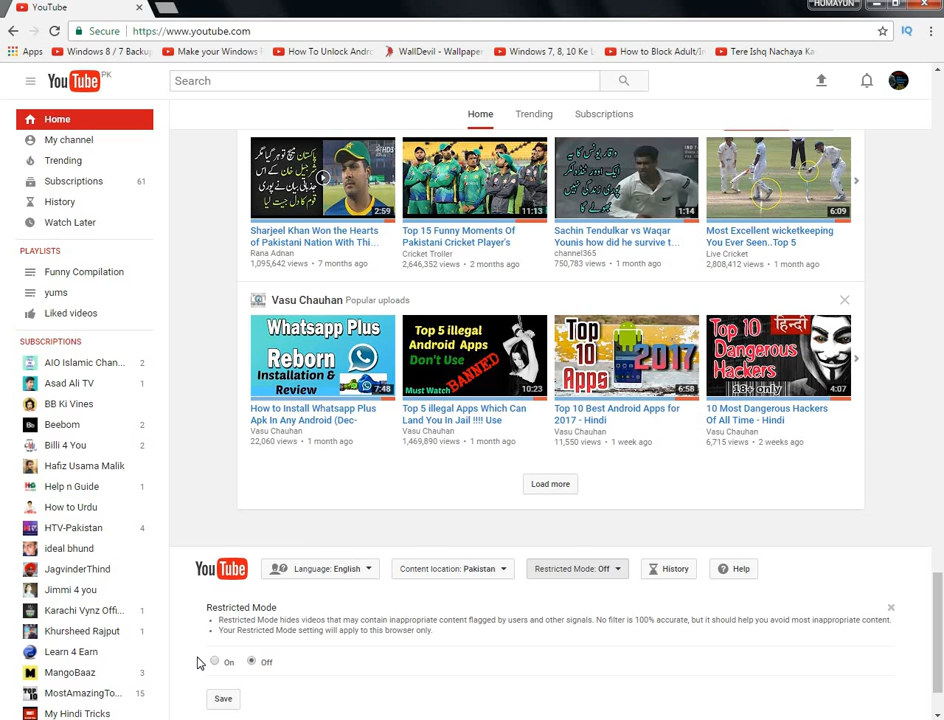 YouTube
HUMAYUN
Secure
https://www.youtube.com
Apps
Windows 8 / 7 Backup
Make your Windows
How To Unlock Andro
WallDevil - Wallpaper
Windows 7, 8, 10 Ke
How to Block Adult/I
Tere Ishq Nachaya Ka
YouTube PK
Search
Home Trending Subscriptions
Home
My channel
Trending
Subscriptions 61
History
Watch Later
PLAYLISTS
Funny Compilation
yums
Liked videos
SUBSCRIPTIONS
AIO Islamic Chan... 2
Asad Ali TV 1
BB Ki Vines
Beebom 2
Billi 4 You 2
Hafiz Usama Malik
Help n Guide 1
How to Urdu
HTV-Pakistan 4
ideal bhund
JagvinderThind
Jimmi 4 you
Karachi Vynz Offi... 1
Khursheed Rajput 1
Learn 4 Earn
MangoBaaz 3
MostAmazingTo... 15
My Hindi Tricks
2:59
11:13
1:14
6:09
Sharjeel Khan Won the Hearts
of Pakistani Nation With Thi...
Rana Adnan
1,095,642 views • 7 months ago
Top 15 Funny Moments Of
Pakistani Cricket Player's
Cricket Troller
2,646,352 views • 2 months ago
Sachin Tendulkar vs Waqar
Younis how did he survive t...
channel365
750,783 views • 1 month ago
Most Excellent wicketkeeping
You Ever Seen..Top 5
Live Cricket
2,808,412 views • 1 month ago
Vasu Chauhan Popular uploads
Whatsapp Plus
Reborn
Installation &
Review
7:48
Top 5 illegal
Android Apps
Don't Use
BANNED
Must Watch
10:23
Top
10
Apps
2017
6:58
Top 10 हिन्दी
Dangerous
Hackers
18+ only
4:07
How to Install Whatsapp Plus
Apk In Any Android (Dec-
Vasu Chauhan
22,060 views • 1 month ago
Top 5 illegal Apps Which Can
Land You In Jail !!!! Use
Vasu Chauhan
1,469,890 views • 1 month ago
Top 10 Best Android Apps for
2017 - Hindi
Vasu Chauhan
11,550 views • 1 week ago
10 Most Dangerous Hackers
Of All Time - Hindi
Vasu Chauhan
6,715 views • 2 weeks ago
Load more
YouTube
Language: English
Content location: Pakistan
Restricted Mode: Off
History
Help
Restricted Mode
• Restricted Mode hides videos that may contain inappropriate content flagged by users and other signals. No filter is 100% accurate, but it should help you avoid most inappropriate content.
• Your Restricted Mode setting will apply to this browser only.
On Off
Save